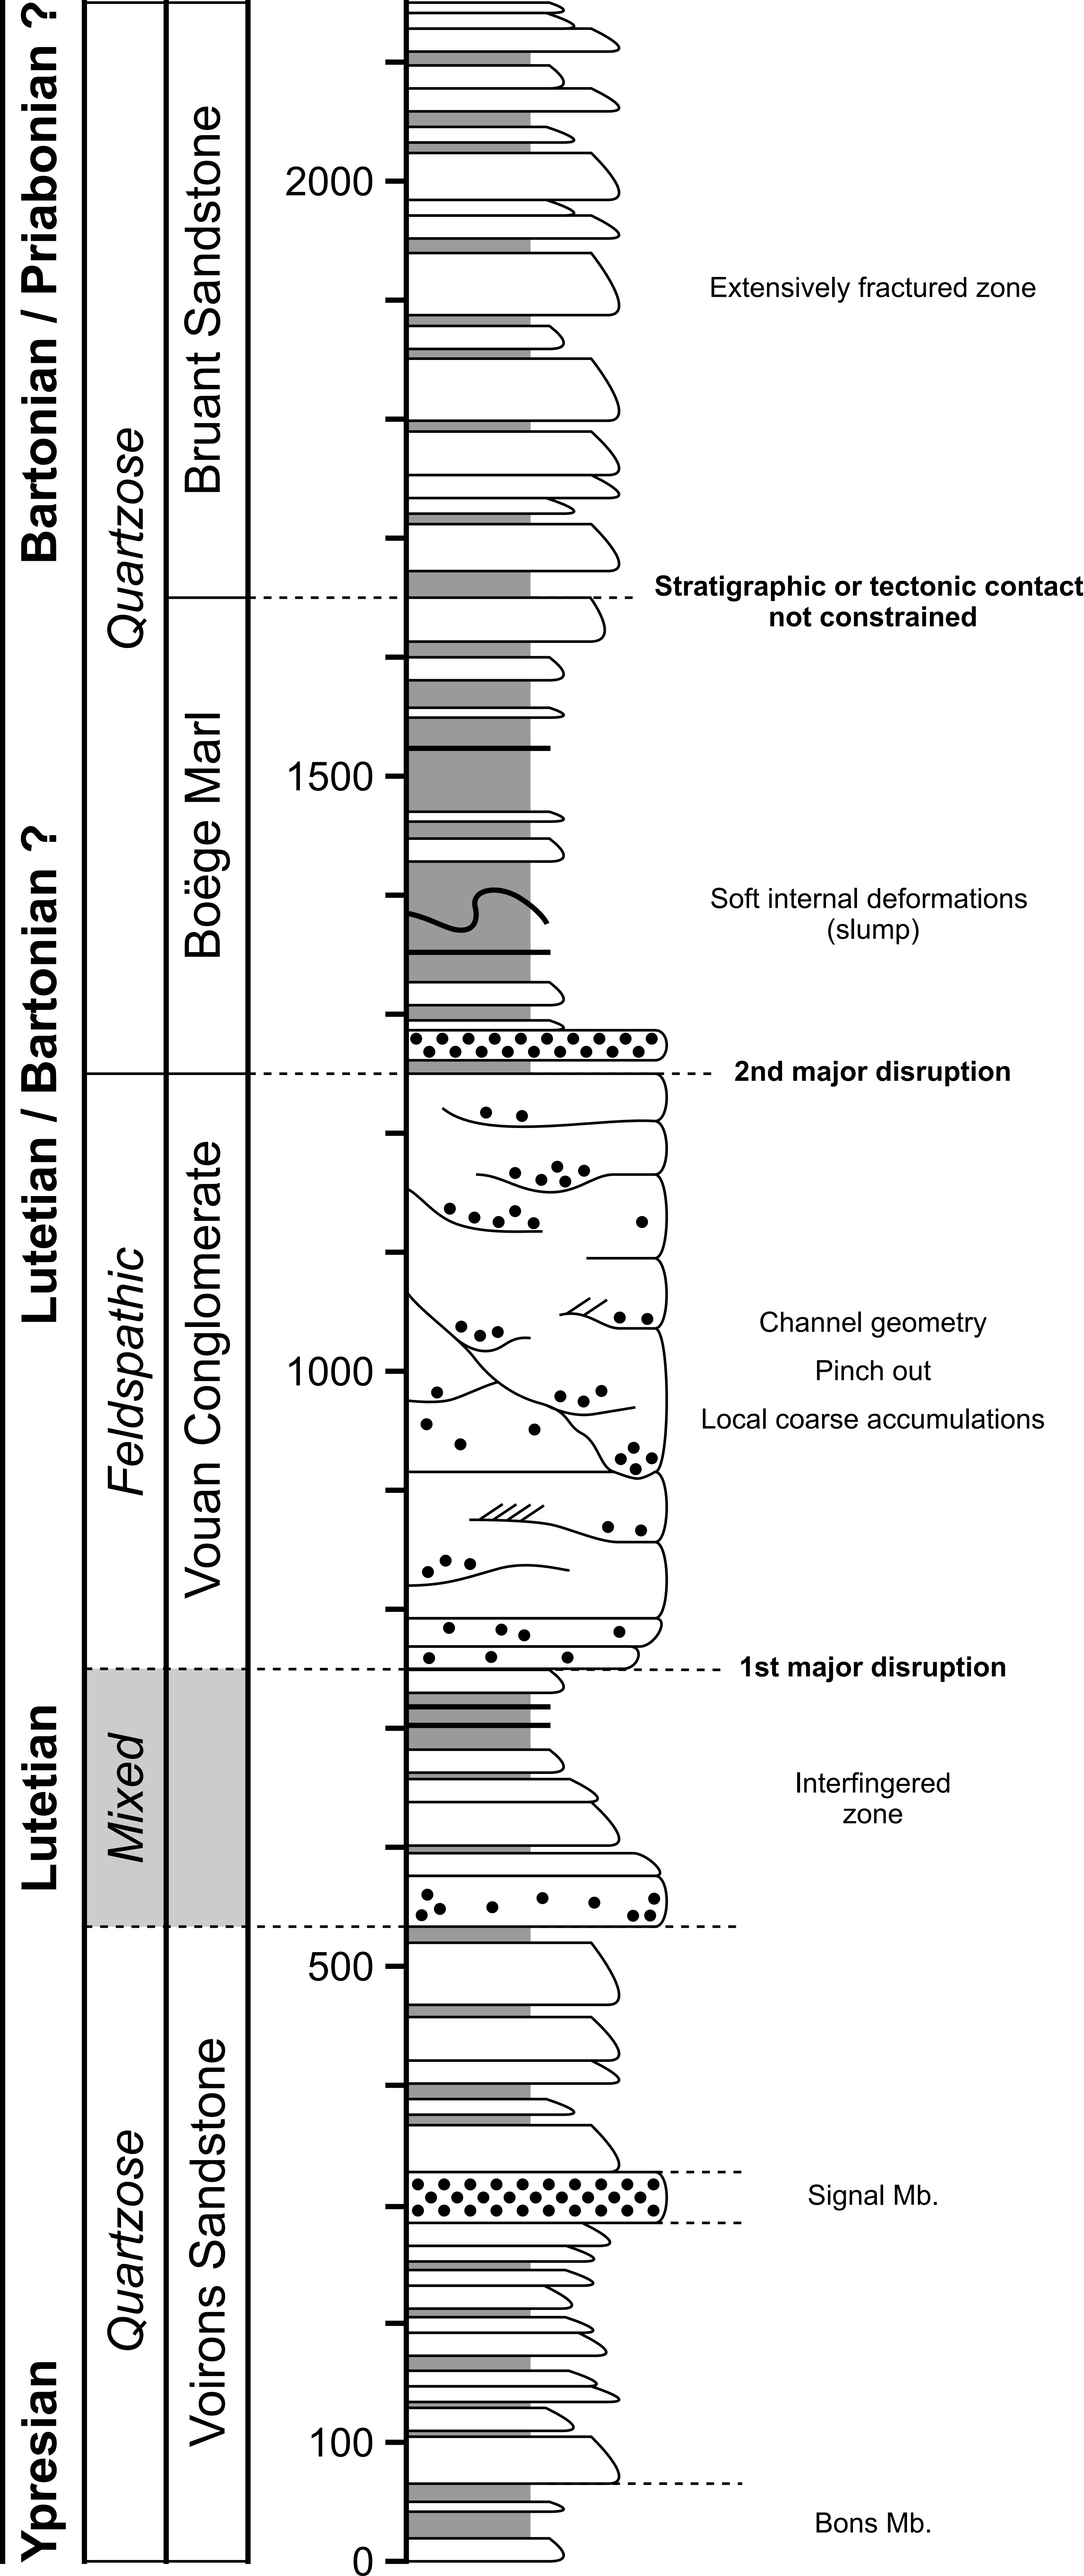 Bartonian / Priabonian ?
Lutetian / Bartonian ?
Lutetian
Ypresian
Quartzose
Feldspathic
Mixed
Quartzose
Bruant Sandstone
Boëge Marl
Vouan Conglomerate
Voirons Sandstone
2000
1500
1000
500
100
0
Extensively fractured zone
Stratigraphic or tectonic contact
not constrained
Soft internal deformations
(slump)
2nd major disruption
Channel geometry
Pinch out
Local coarse accumulations
1st major disruption
Interfingered
zone
Signal Mb.
Bons Mb.